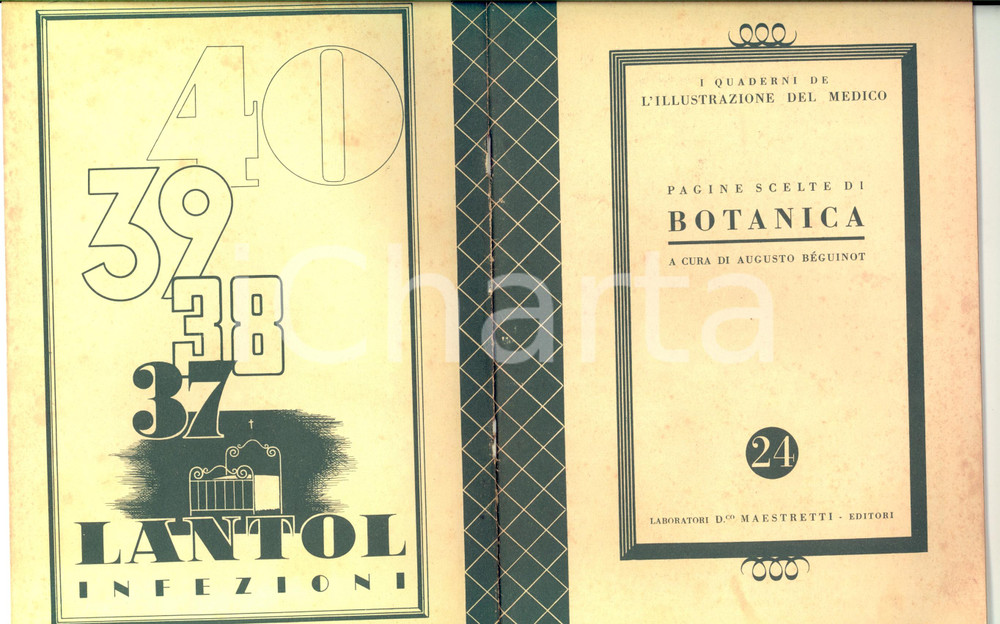 40
39
38
37
LANTOL
INFEZIONI
I QUADERNI DE
L'ILLUSTRAZIONE DEL MEDICO
PAGINE SCELTE DI
BOTANICA
A CURA DI AUGUSTO BÉGUINOT
24
LABORATORI D.CO MAESTRETTI - EDITORI
iCharta